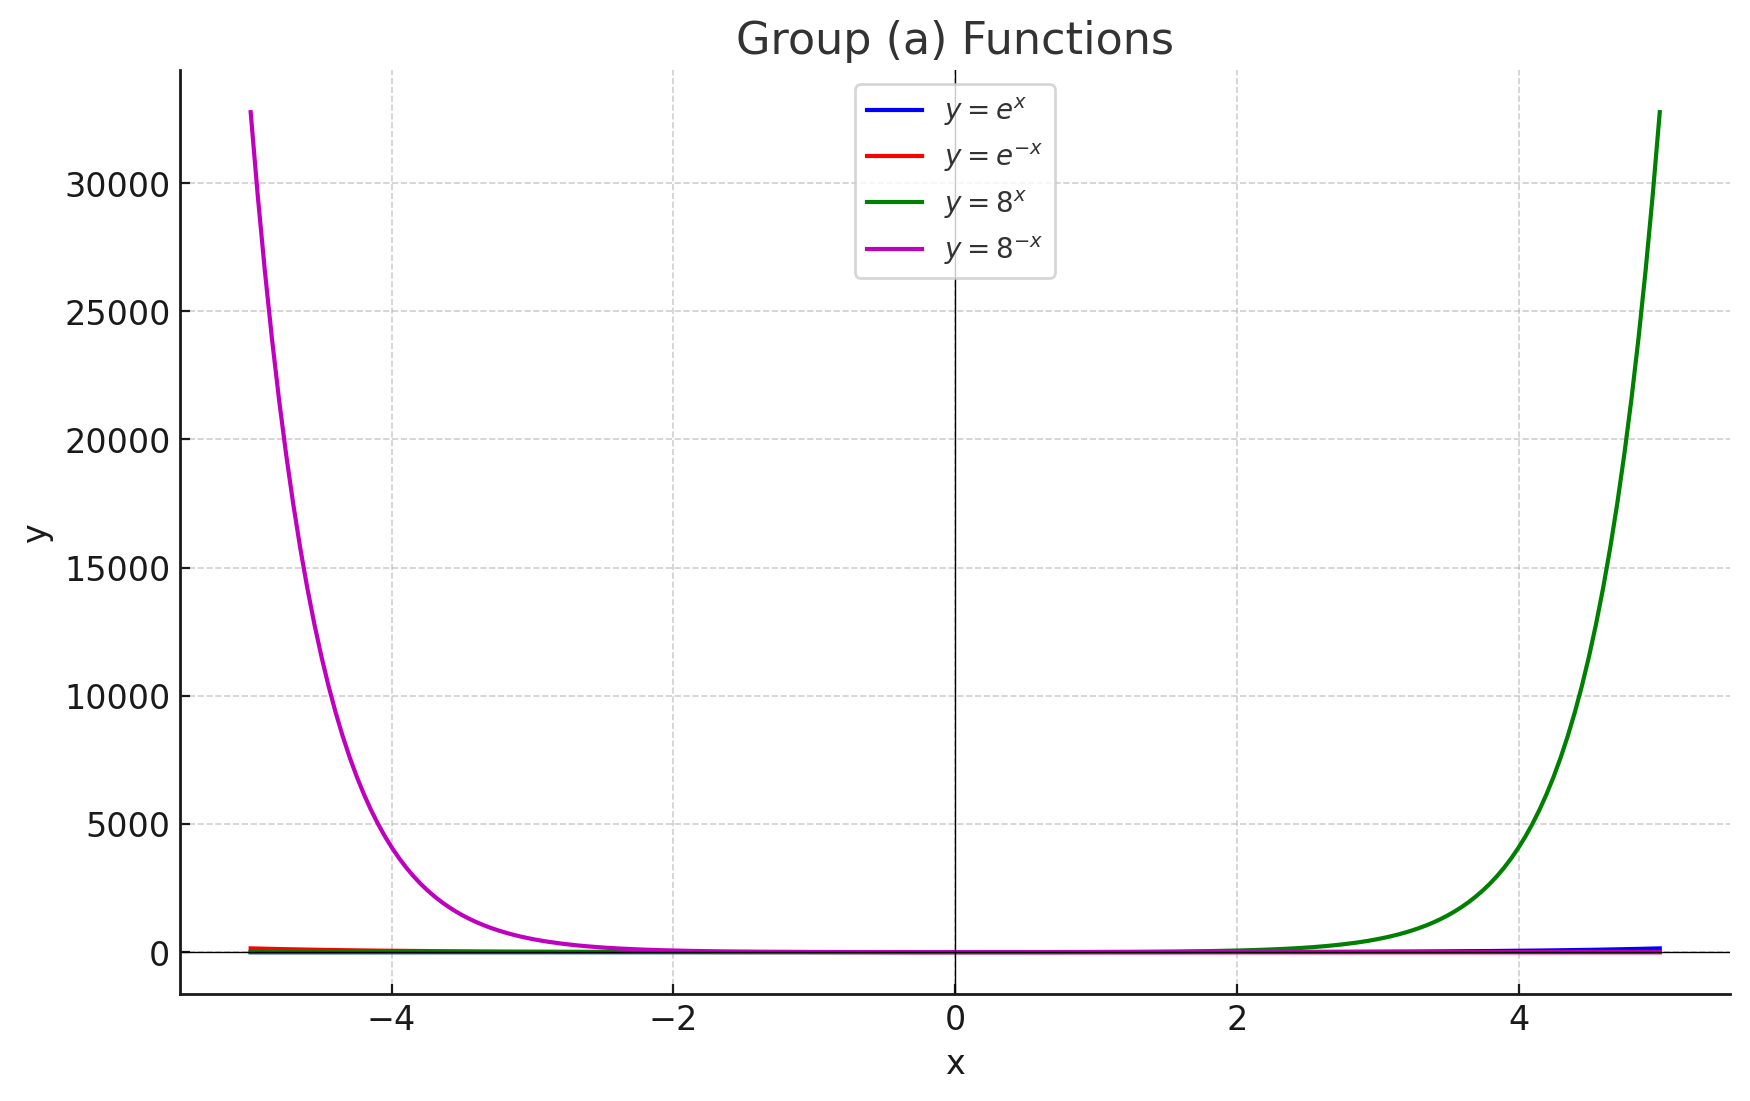 Group (a) Functions
y = e^x
y = e^{-x}
y = 8^x
y = 8^{-x}
30000
25000
20000
15000
10000
5000
0
y
−4 −2 0 2 4
x